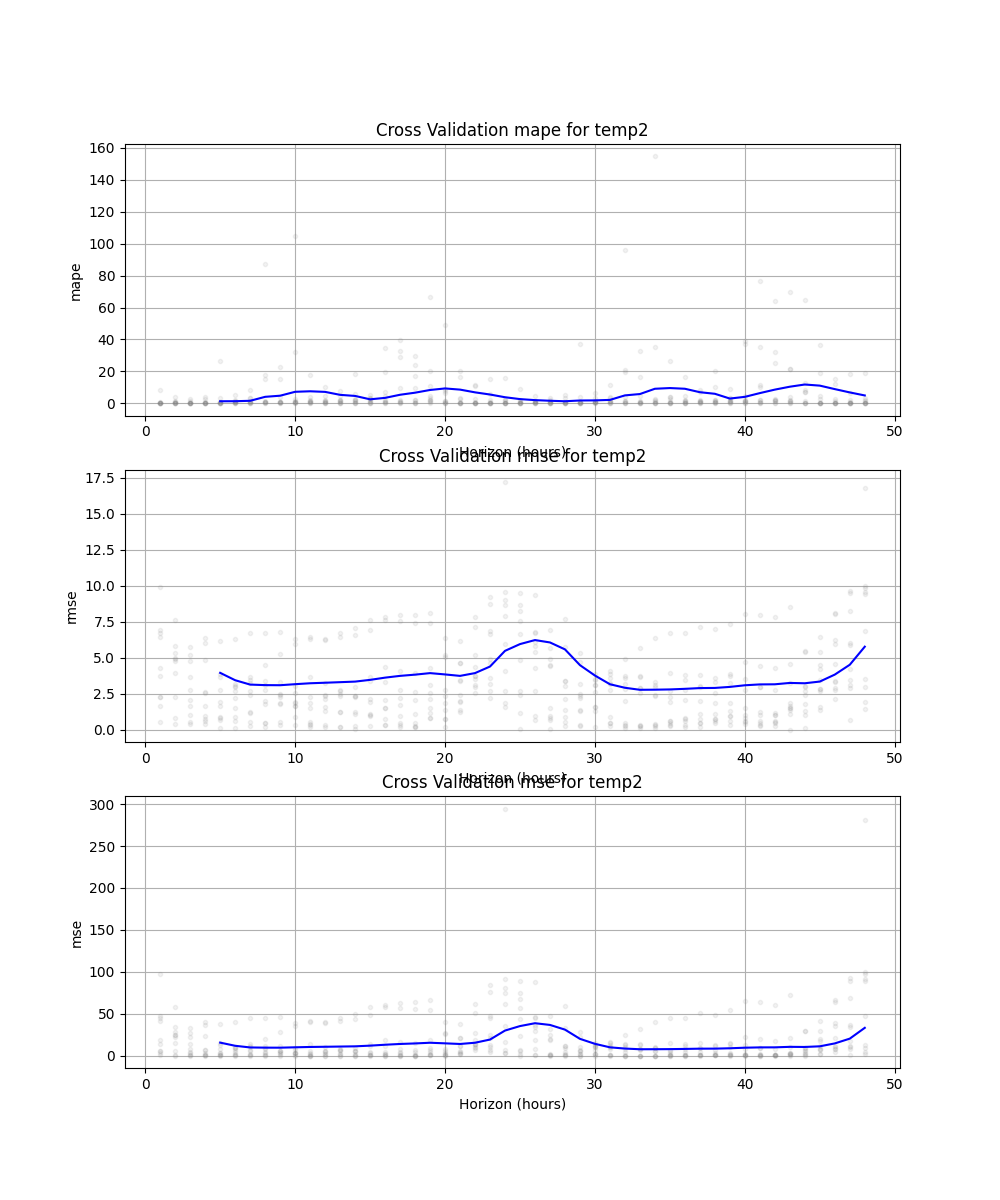 Cross Validation mape for temp2
160
140
120
100
80
60
40
20
0
mape
0 10 20 30 40 50
Horizon (hours)
Cross Validation rmse for temp2
17.5
15.0
12.5
10.0
7.5
5.0
2.5
0.0
rmse
0 10 20 30 40 50
Horizon (hours)
Cross Validation mse for temp2
300
250
200
150
100
50
0
mse
0 10 20 30 40 50
Horizon (hours)